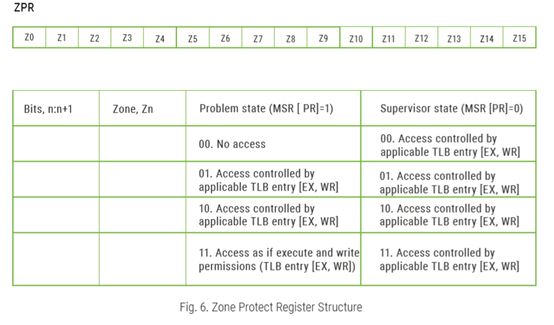 ZPR
Z0 Z1 Z2 Z3 Z4 Z5 Z6 Z7 Z8 Z9 Z10 Z11 Z12 Z13 Z14 Z15
Bits, n:n+1 Zone, Zn Problem state (MSR [ PR]=1) Supervisor state (MSR [PR]=0)
00. No access
00. Access controlled by
applicable TLB entry [EX, WR]
01. Access controlled by
applicable TLB entry [EX, WR]
01. Access controlled by
applicable TLB entry [EX, WR]
10. Access controlled by
applicable TLB entry [EX, WR]
10. Access controlled by
applicable TLB entry [EX, WR]
11. Access as if execute and write
permissions (TLB entry [EX, WR])
11. Access controlled by
applicable TLB entry [EX, WR]
Fig. 6. Zone Protect Register Structure